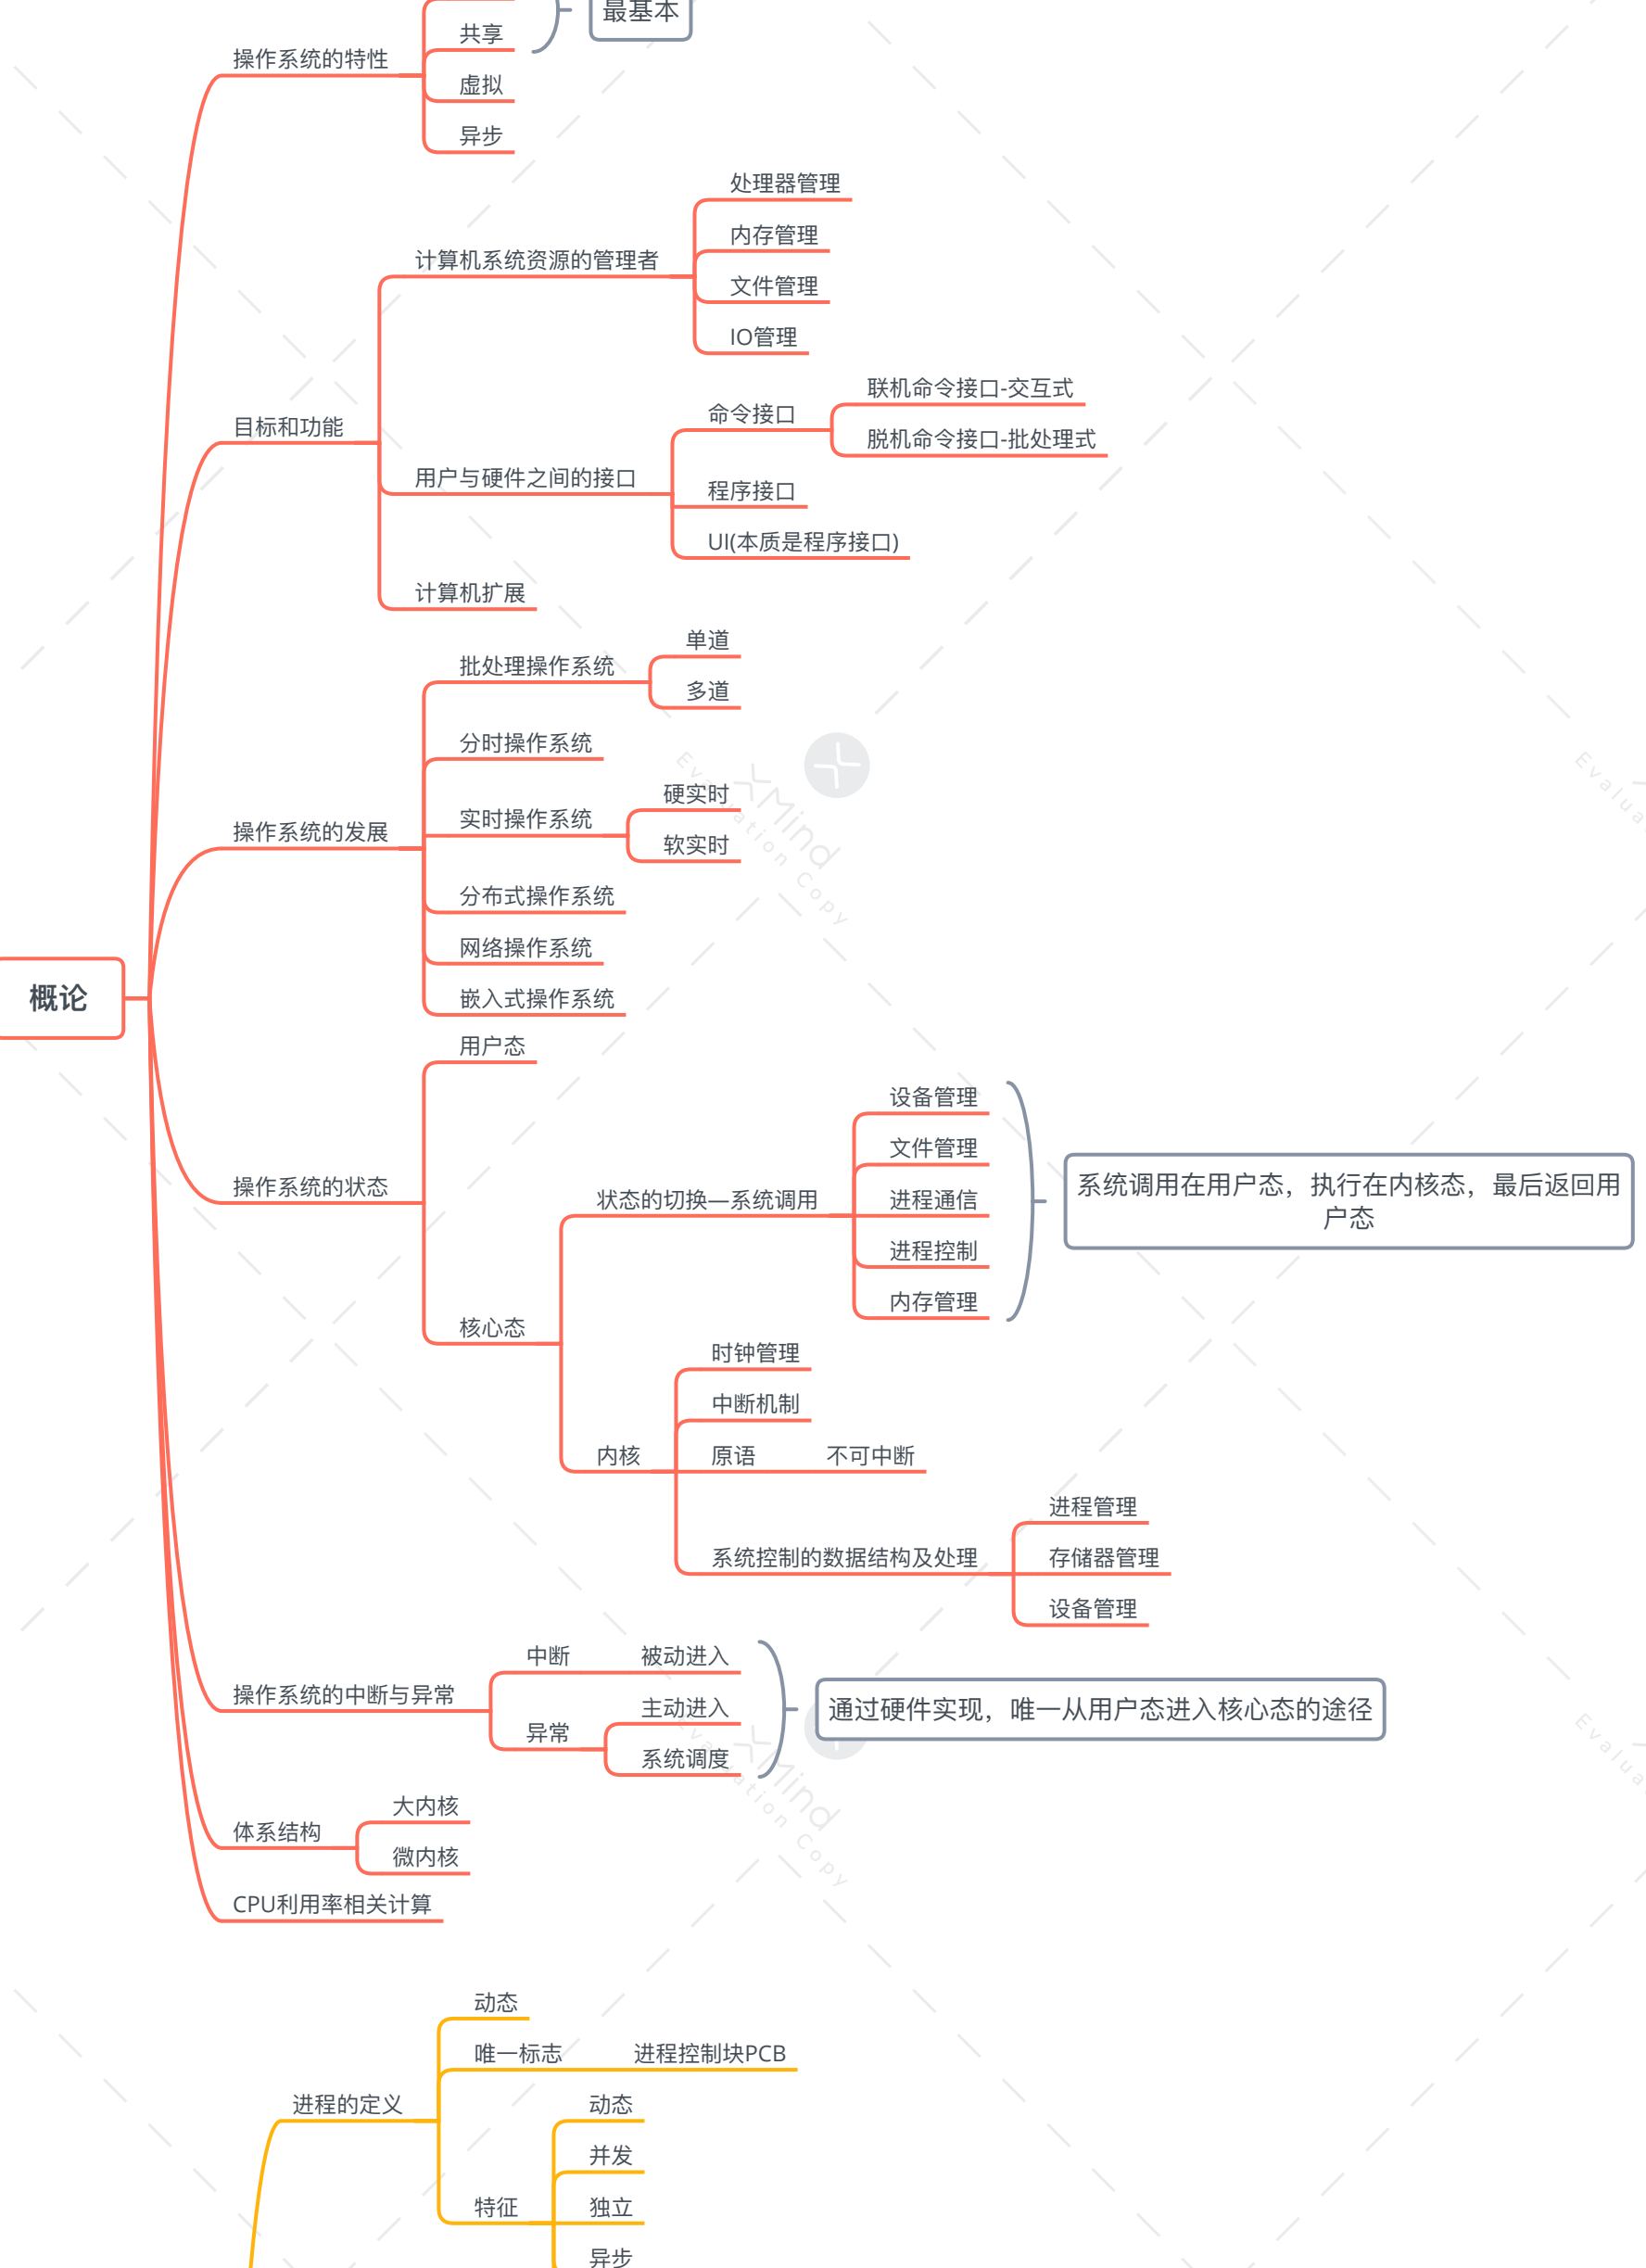 最基本
共享
操作系统的特性
虚拟
异步
处理器管理
内存管理
计算机系统资源的管理者
文件管理
IO管理
联机命令接口-交互式
命令接口
目标和功能
脱机命令接口-批处理式
用户与硬件之间的接口
程序接口
UI(本质是程序接口)
计算机扩展
单道
批处理操作系统
多道
分时操作系统
硬实时
实时操作系统
操作系统的发展
软实时
分布式操作系统
网络操作系统
嵌入式操作系统
概论
用户态
设备管理
文件管理
操作系统的状态
状态的切换—系统调用
进程通信
系统调用在用户态，执行在内核态，最后返回用
户态
进程控制
内存管理
核心态
时钟管理
中断机制
内核
原语
不可中断
进程管理
系统控制的数据结构及处理
存储器管理
设备管理
中断
被动进入
操作系统的中断与异常
主动进入
通过硬件实现，唯一从用户态进入核心态的途径
异常
系统调度
大内核
体系结构
微内核
CPU利用率相关计算
动态
唯一标志
进程控制块PCB
进程的定义
动态
并发
特征
独立
异步
XMind
Evaluation Copy
XMind
Evaluation Copy